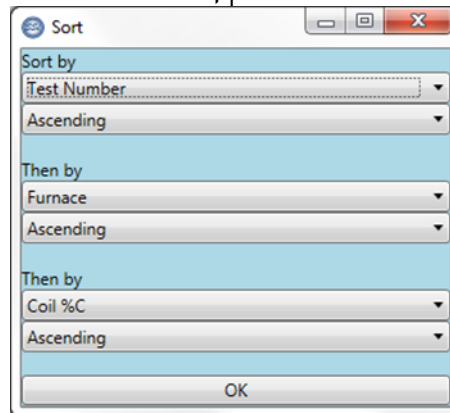 Sort
Sort by
Test Number
Ascending
Then by
Furnace
Ascending
Then by
Coil %C
Ascending
OK